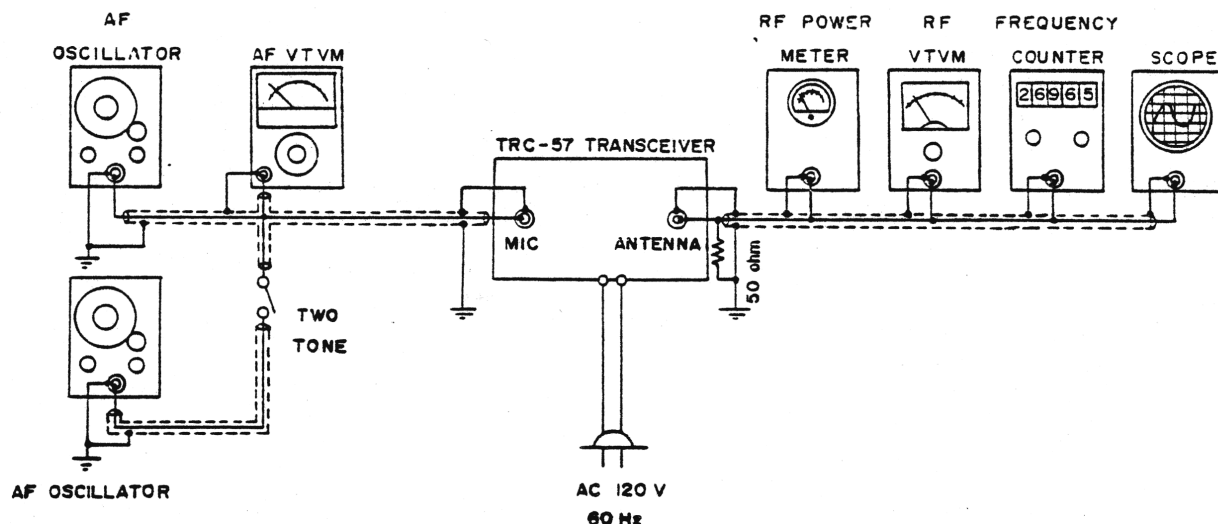 AF
OSCILLATOR
AF VTVM
RF POWER
METER
RF
VTVM
FREQUENCY
COUNTER
SCOPE
26965
TRC-57 TRANSCEIVER
MIC
ANTENNA
50 ohm
TWO
TONE
AF OSCILLATOR
AC 120 V
60 Hz